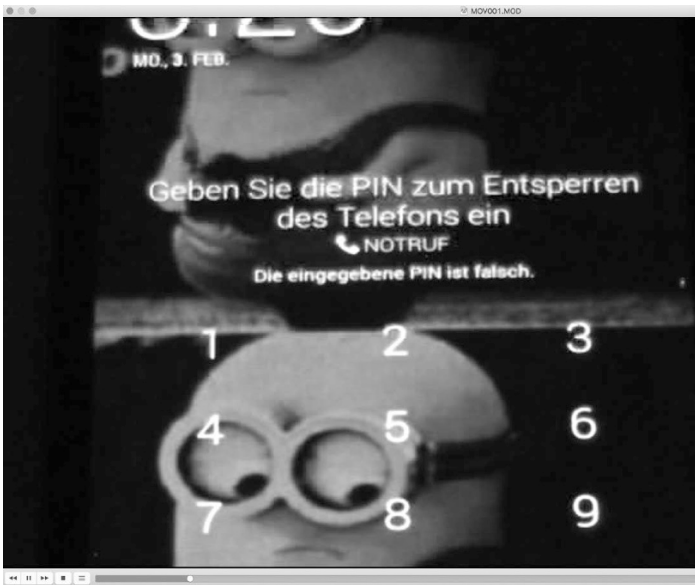 MOV001.MOD
MO., 3. FEB.
Geben Sie die PIN zum Entsperren
des Telefons ein
NOTRUF
Die eingegebene PIN ist falsch.
1 2 3
4 5 6
7 8 9